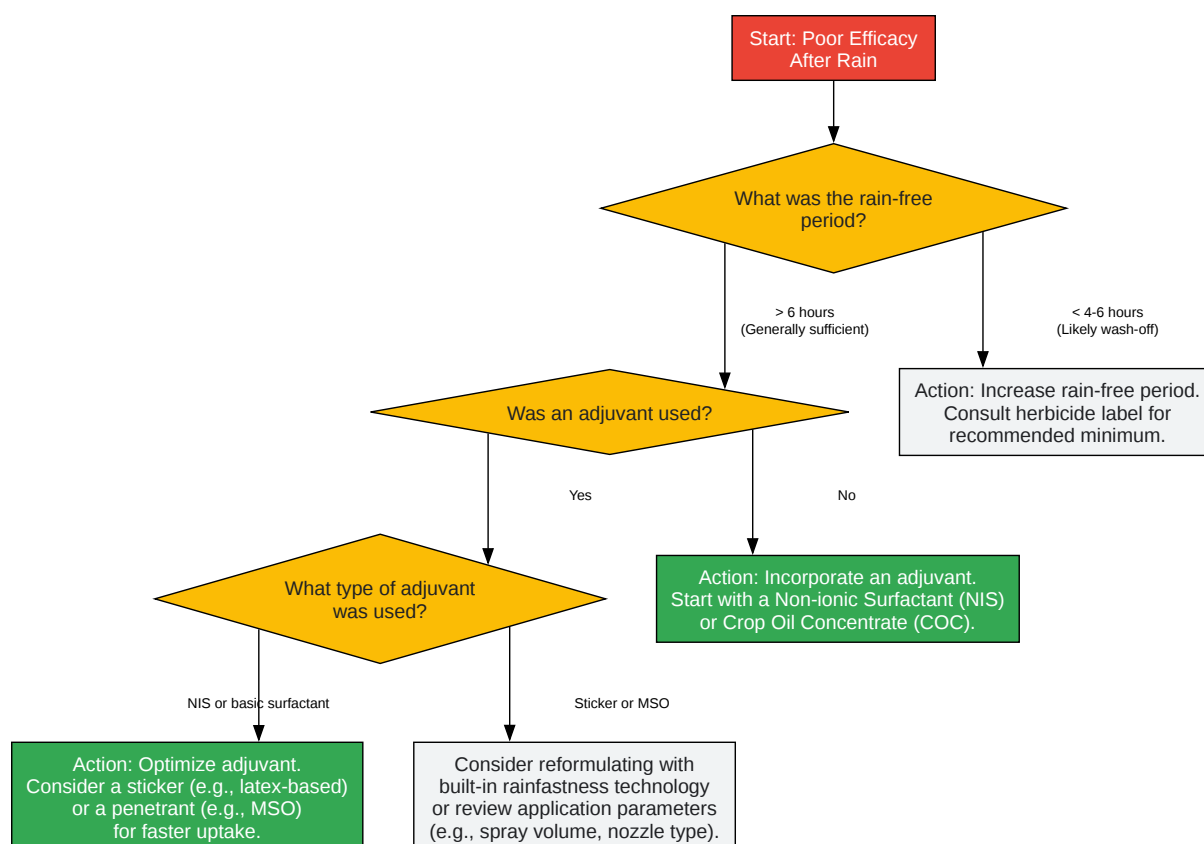 Start: Poor Efficacy
After Rain
What was the rain-free
period?
> 6 hours
(Generally sufficient)
< 4-6 hours
(Likely wash-off)
Action: Increase rain-free period.
Consult herbicide label for
recommended minimum.
Was an adjuvant used?
Yes
No
Action: Incorporate an adjuvant.
Start with a Non-ionic Surfactant (NIS)
or Crop Oil Concentrate (COC).
What type of adjuvant
was used?
NIS or basic surfactant
Sticker or MSO
Action: Optimize adjuvant.
Consider a sticker (e.g., latex-based)
or a penetrant (e.g., MSO)
for faster uptake.
Consider reformulating with
built-in rainfastness technology
or review application parameters
(e.g., spray volume, nozzle type).